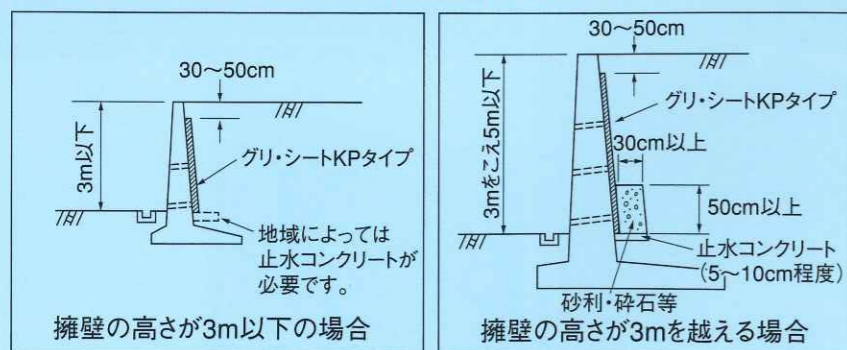 30〜50cm
3m以下
グリ・シートKPタイプ
地域によっては
止水コンクリートが
必要です。
擁壁の高さが3m以下の場合
30〜50cm
3mをこえ5m以下
グリ・シートKPタイプ
30cm以上
50cm以上
止水コンクリート
(5〜10cm程度)
砂利・砕石等
擁壁の高さが3mを越える場合